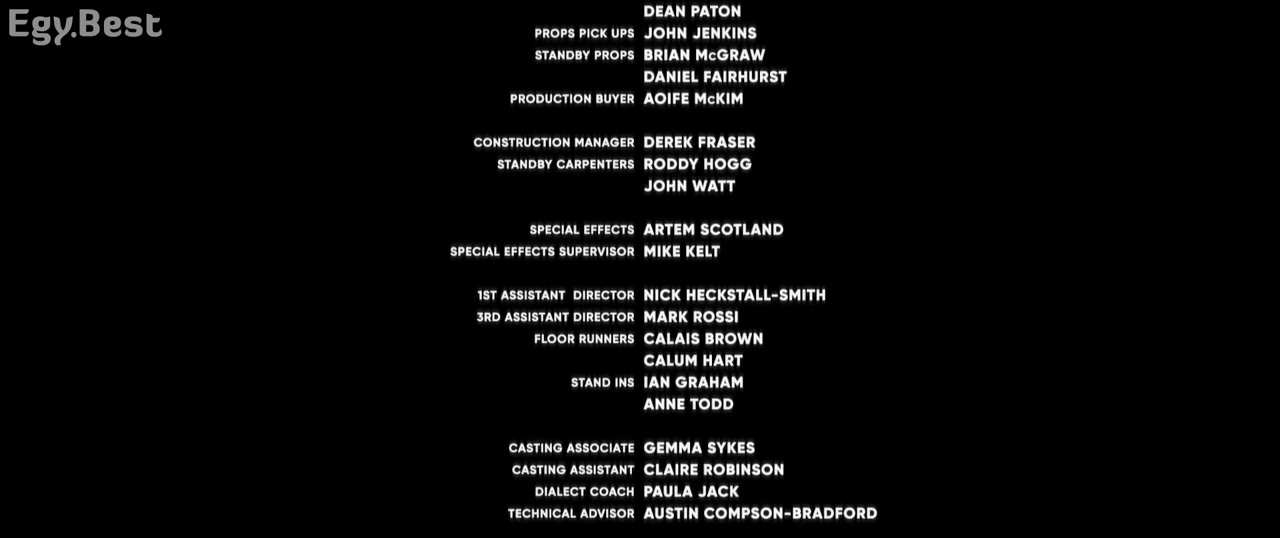 Egy.Best
DEAN PATON
PROPS PICK UPS JOHN JENKINS
STANDBY PROPS BRIAN McGRAW
DANIEL FAIRHURST
PRODUCTION BUYER AOIFE McKIM
CONSTRUCTION MANAGER DEREK FRASER
STANDBY CARPENTERS RODDY HOGG
JOHN WATT
SPECIAL EFFECTS ARTEM SCOTLAND
SPECIAL EFFECTS SUPERVISOR MIKE KELT
1ST ASSISTANT DIRECTOR NICK HECKSTALL-SMITH
3RD ASSISTANT DIRECTOR MARK ROSSI
FLOOR RUNNERS CALAIS BROWN
CALUM HART
STAND INS IAN GRAHAM
ANNE TODD
CASTING ASSOCIATE GEMMA SYKES
CASTING ASSISTANT CLAIRE ROBINSON
DIALECT COACH PAULA JACK
TECHNICAL ADVISOR AUSTIN COMPSON-BRADFORD